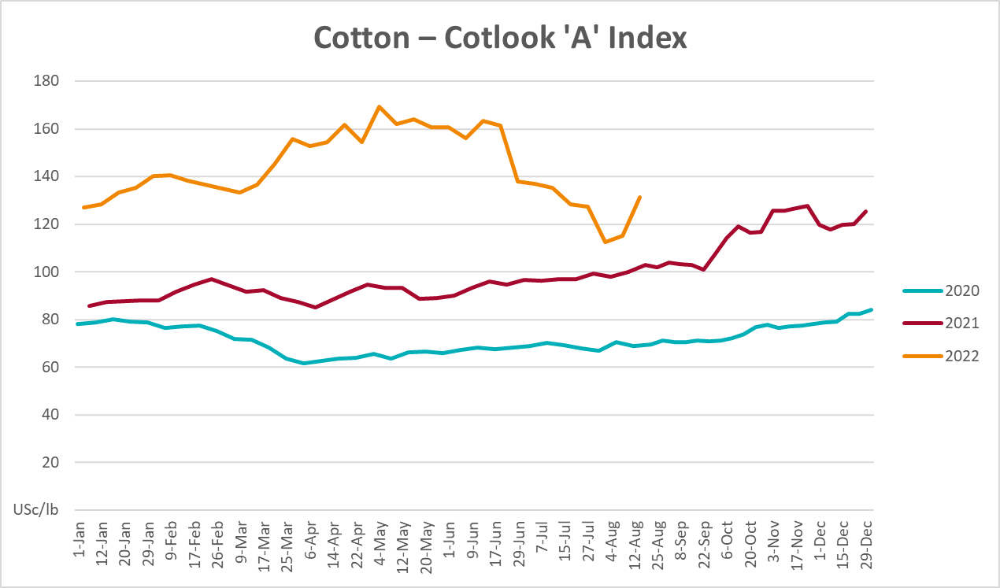 Cotton – Cotlook 'A' Index
180
160
140
120
100
80
60
40
20
USc/lb
1-Jan
12-Jan
20-Jan
29-Jan
9-Feb
17-Feb
26-Feb
9-Mar
17-Mar
25-Mar
6-Apr
14-Apr
22-Apr
4-May
12-May
20-May
1-Jun
9-Jun
17-Jun
29-Jun
7-Jul
15-Jul
27-Jul
4-Aug
12-Aug
25-Aug
8-Sep
22-Sep
6-Oct
20-Oct
3-Nov
17-Nov
1-Dec
15-Dec
29-Dec
2020
2021
2022